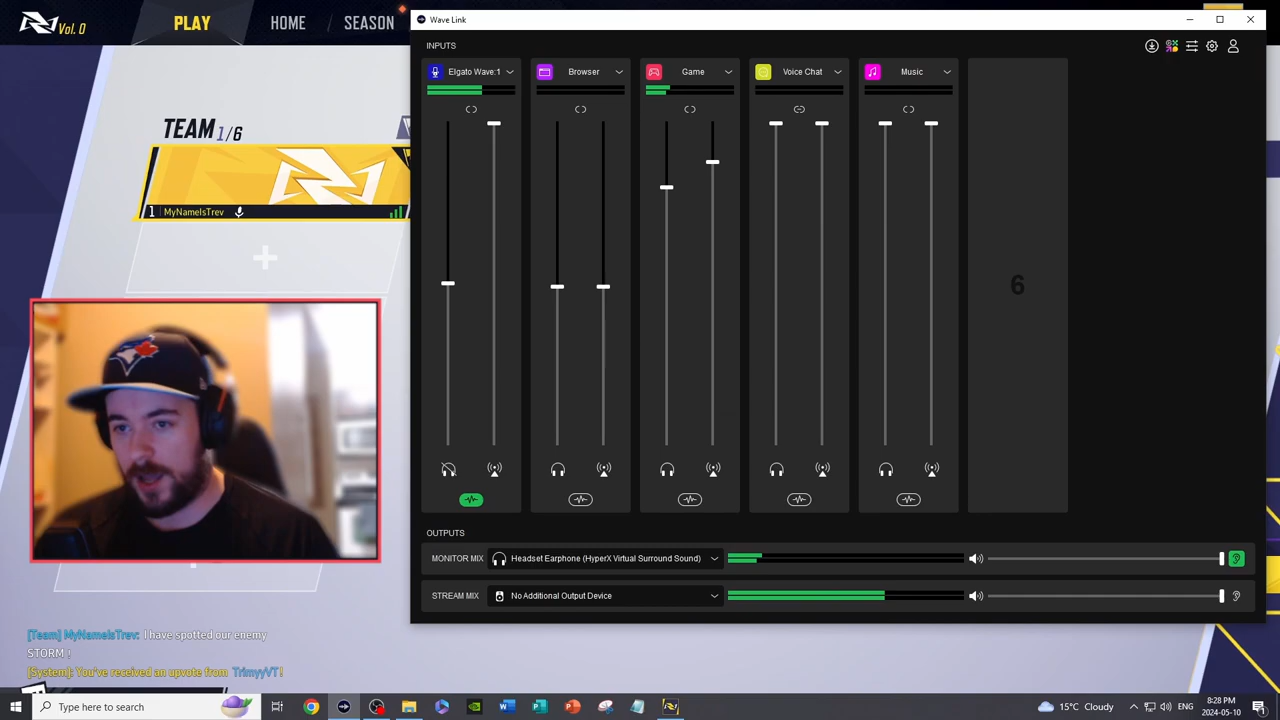 Vol. 0
PLAY
HOME
SEASON
Wave Link
INPUTS
Elgato Wave:1
Browser
Game
Voice Chat
Music
TEAM 1/6
1 MyNameIsTrev
6
OUTPUTS
MONITOR MIX
Headset Earphone (HyperX Virtual Surround Sound)
STREAM MIX
No Additional Output Device
[Team] MyNameIsTrev: I have spotted our enemy
STORM !
[System]: You've received an upvote from TrimyyVT!
Type here to search
15°C Cloudy
ENG
8:28 PM
2024-05-10
1